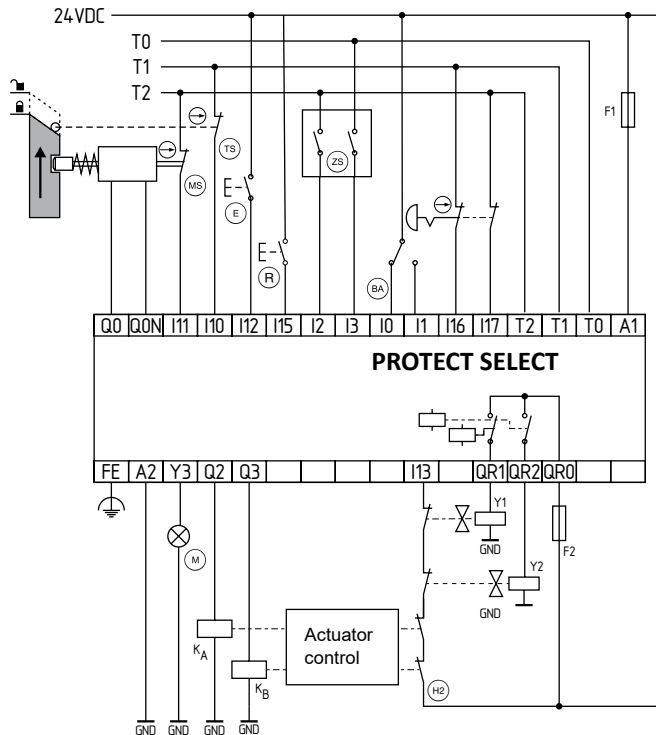 24VDC
T0
T1
T2
F1
TS
MS
ZS
E
R
BA
Q0 Q0N I11 I10 I12 I15 I2 I3 I0 I1 I16 I17 T2 T1 T0 A1
PROTECT SELECT
FE A2 Y3 Q2 Q3 I13 QR1 QR2 QR0
Y1
GND
F2
M
Y2
GND
Actuator
control
KA
KB
H2
GND GND GND GND